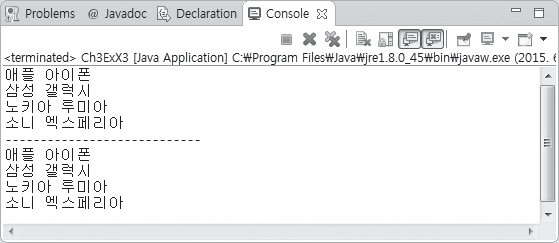 Problems @ Javadoc Declaration Console
<terminated> Ch3ExX3 [Java Application] C:₩Program Files₩Java₩jre1.8.0_45₩bin₩javaw.exe (2015. 6
애플 아이폰
삼성 갤럭시
노키아 루미아
소니 엑스페리아
---------------------------
애플 아이폰
삼성 갤럭시
노키아 루미아
소니 엑스페리아